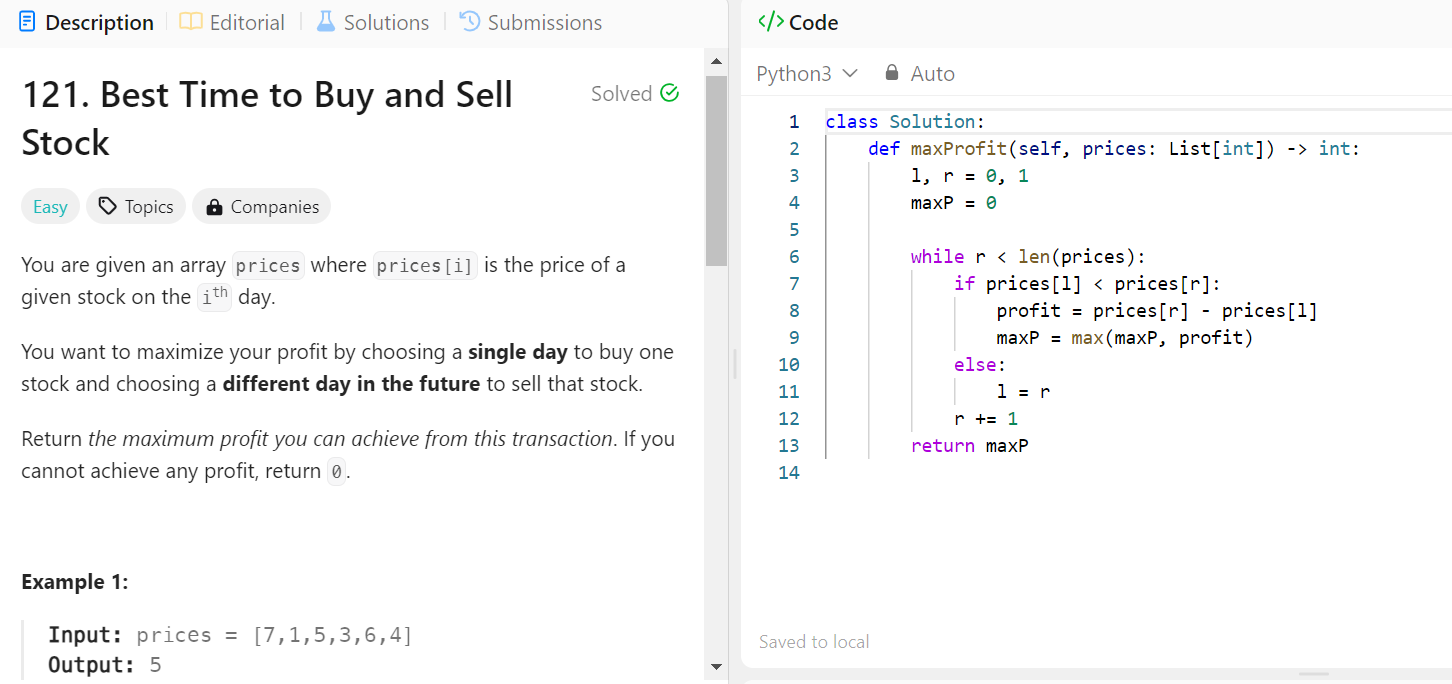 Description Editorial Solutions Submissions
121. Best Time to Buy and Sell
Stock
Solved
Easy Topics Companies
You are given an array prices where prices[i] is the price of a
given stock on the ith day.
You want to maximize your profit by choosing a single day to buy one
stock and choosing a different day in the future to sell that stock.
Return the maximum profit you can achieve from this transaction. If you
cannot achieve any profit, return 0.
Example 1:
Input: prices = [7,1,5,3,6,4]
Output: 5
</> Code
Python3 Auto
1 class Solution:
2     def maxProfit(self, prices: List[int]) -> int:
3         l, r = 0, 1
4         maxP = 0
5
6         while r < len(prices):
7             if prices[l] < prices[r]:
8                 profit = prices[r] - prices[l]
9                 maxP = max(maxP, profit)
10             else:
11                 l = r
12             r += 1
13         return maxP
14
Saved to local